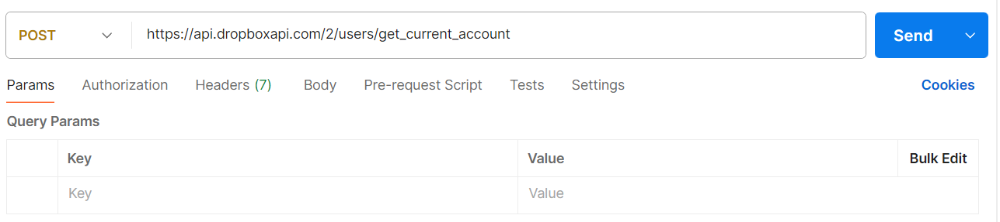 POST https://api.dropboxapi.com/2/users/get_current_account Send
Params Authorization Headers (7) Body Pre-request Script Tests Settings Cookies
Query Params
Key Value Bulk Edit
Key Value